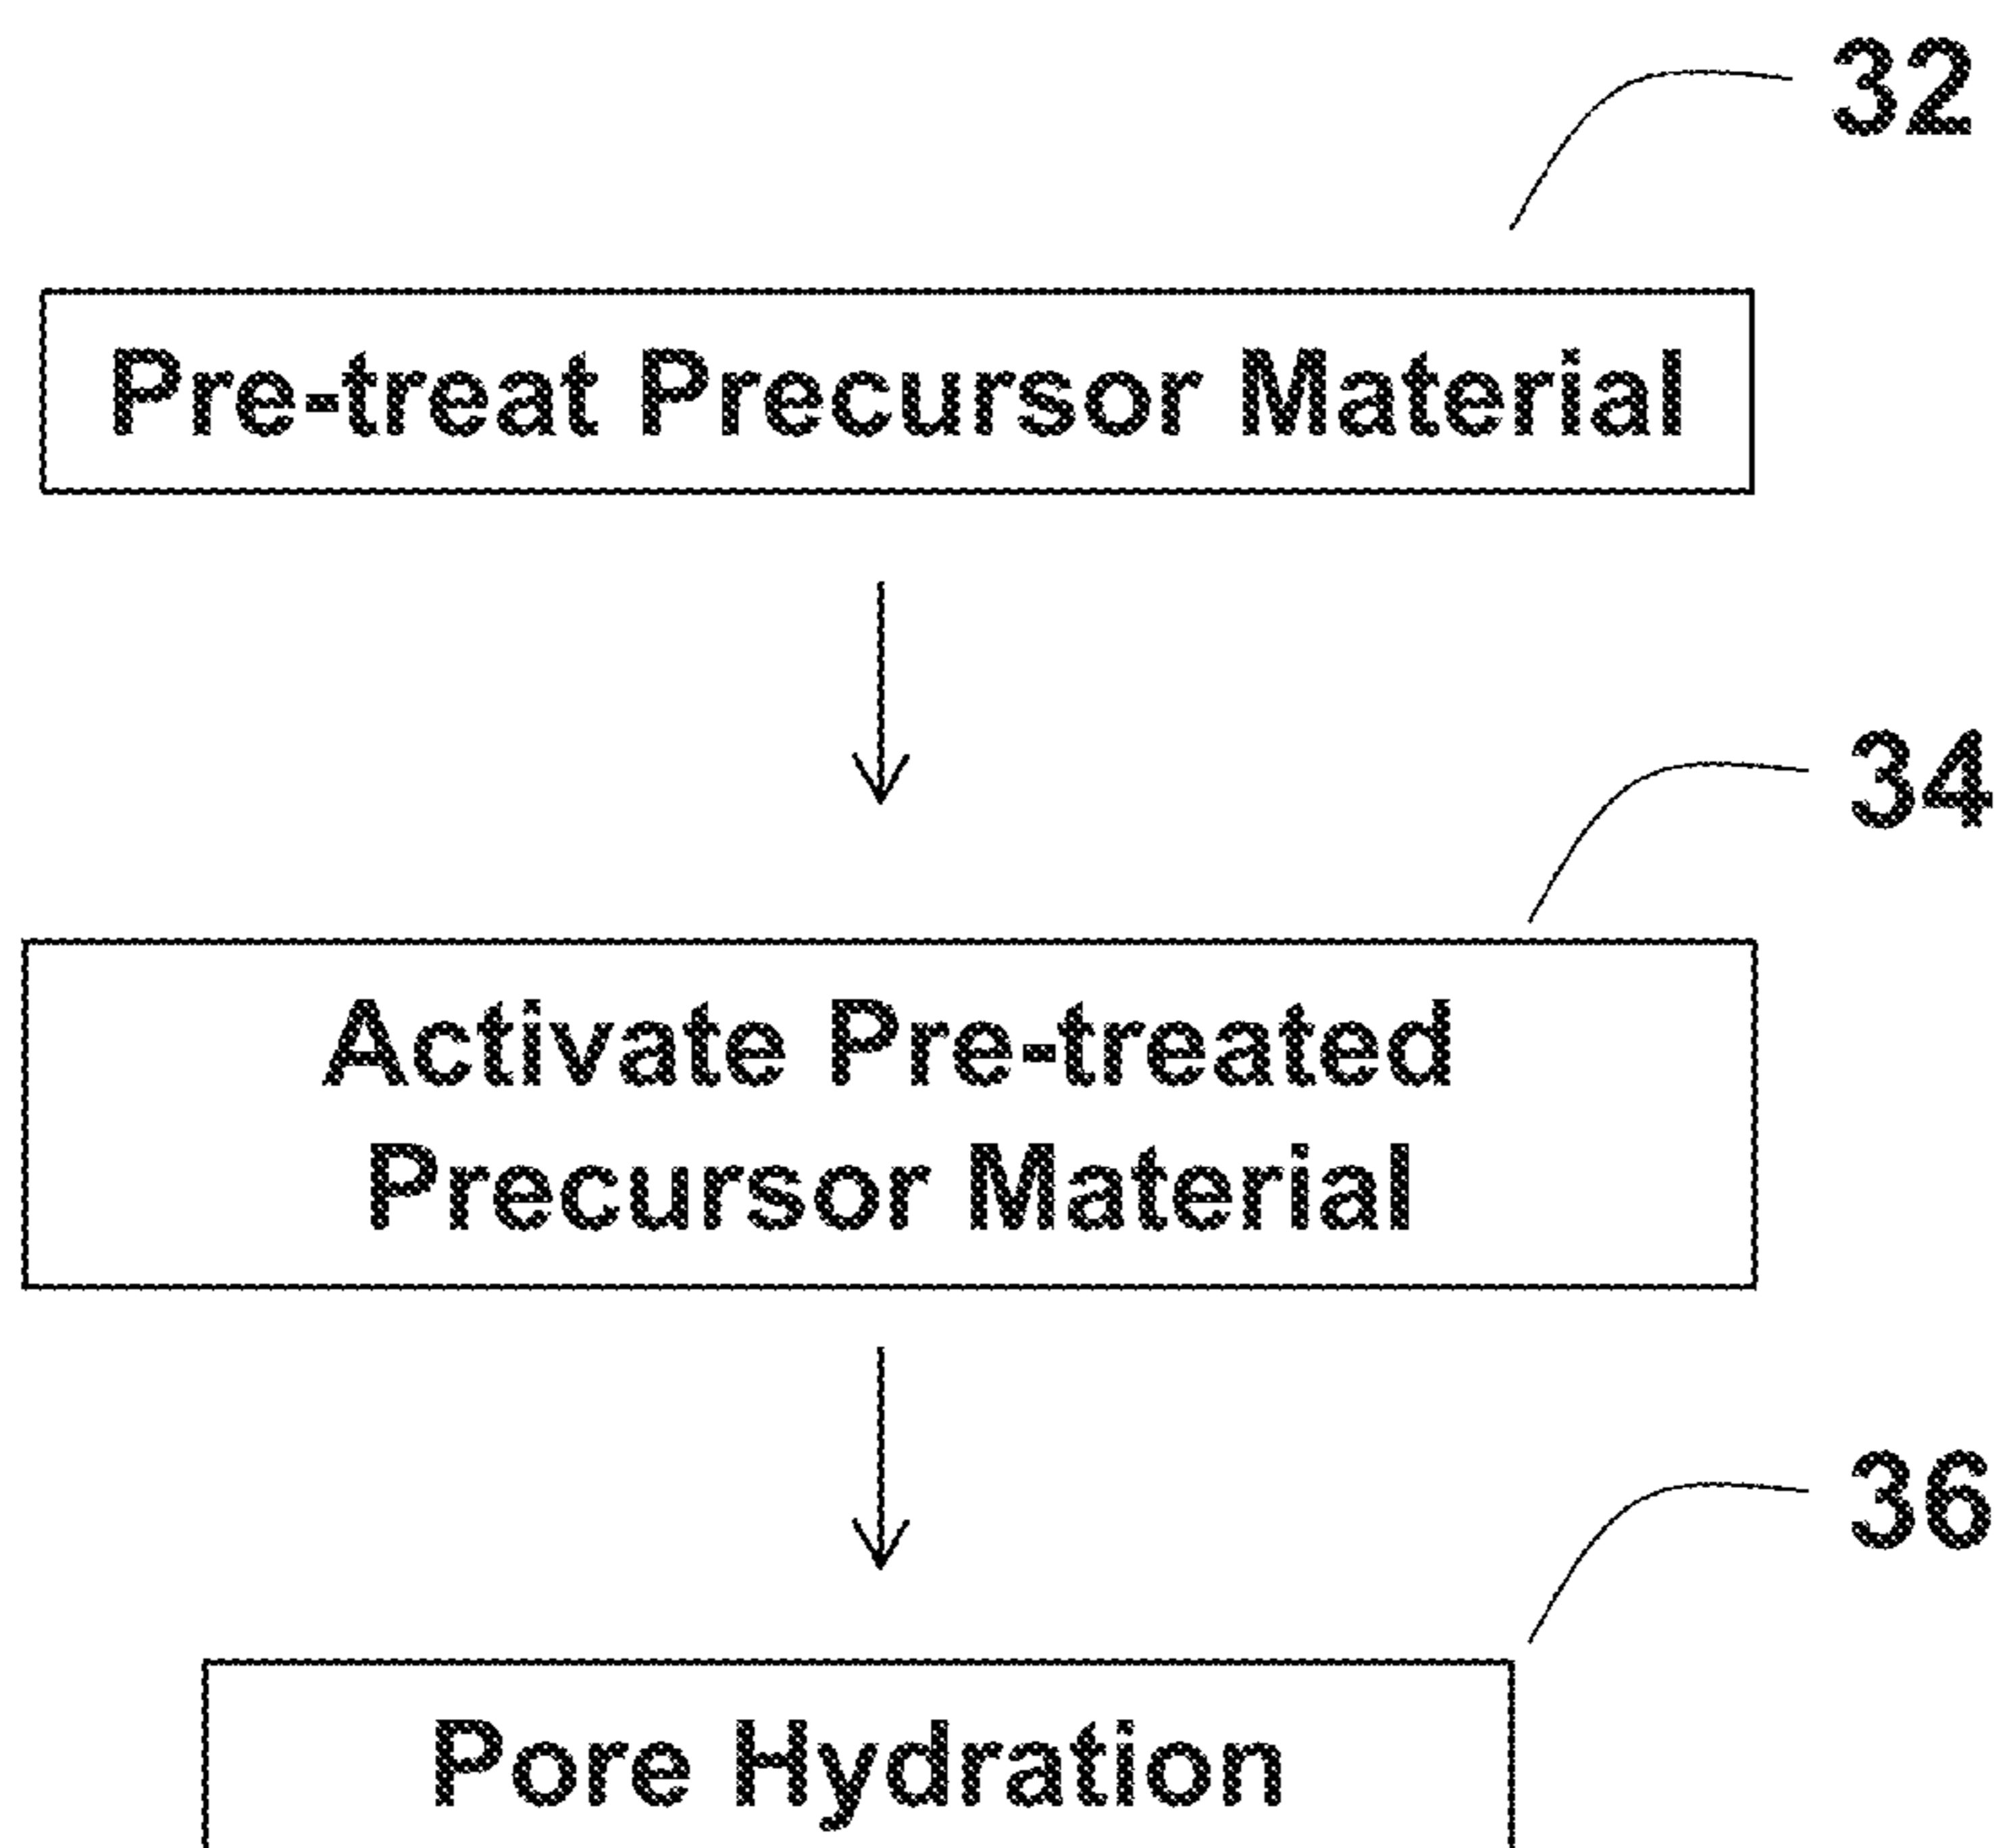 32
Pre-treat Precursor Material
34
Activate Pre-treated
Precursor Material
36
Pore Hydration